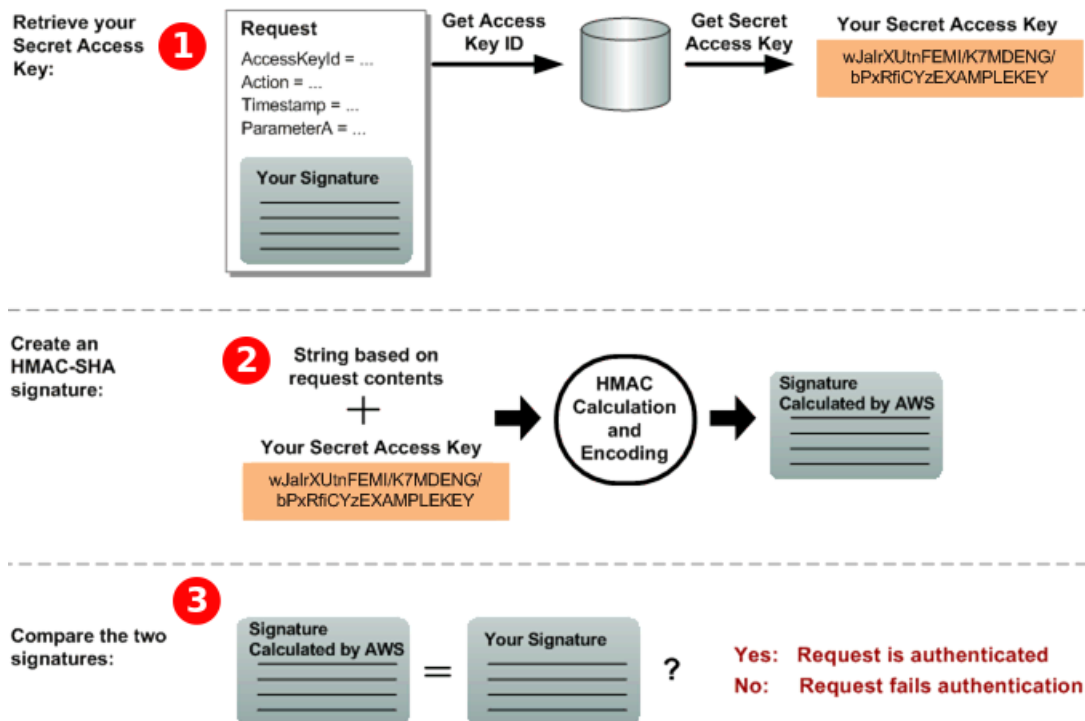 Retrieve your
Secret Access
Key:
1
Request
AccessKeyId = ...
Action = ...
Timestamp = ...
ParameterA = ...
Your Signature
Get Access
Key ID
Get Secret
Access Key
Your Secret Access Key
wJalrXUtnFEMI/K7MDENG/
bPxRfiCYzEXAMPLEKEY
Create an
HMAC-SHA
signature:
2
String based on
request contents
+
Your Secret Access Key
wJalrXUtnFEMI/K7MDENG/
bPxRfiCYzEXAMPLEKEY
HMAC
Calculation
and
Encoding
Signature
Calculated by AWS
Compare the two
signatures:
3
Signature
Calculated by AWS
=
Your Signature
?
Yes: Request is authenticated
No: Request fails authentication